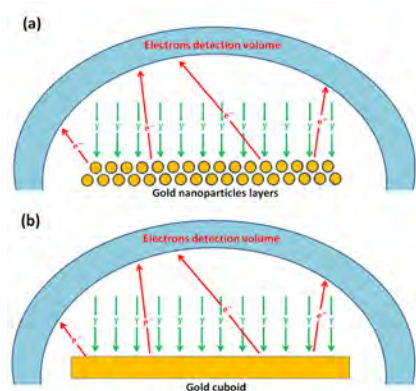 (a)
Electrons detection volume
γ γ γ γ γ γ γ γ γ γ γ γ
e⁻ e⁻ e⁻ e⁻
Gold nanoparticles layers
(b)
Electrons detection volume
γ γ γ γ γ γ γ γ γ γ γ γ
e⁻ e⁻ e⁻ e⁻
Gold cuboid